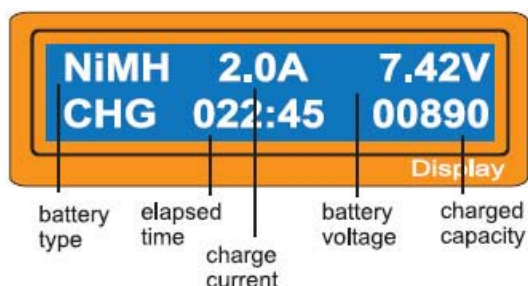 NiMH 2.0A 7.42V
CHG 022:45 00890
Display
battery type
elapsed time
charge current
battery voltage
charged capacity